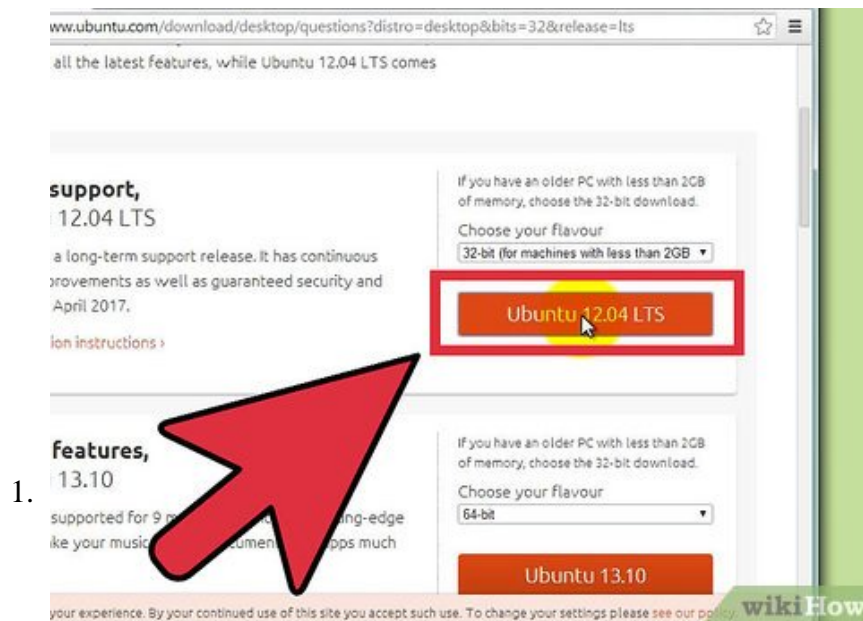 ww.ubuntu.com/download/desktop/questions?distro=desktop&bits=32&release=lts
all the latest features, while Ubuntu 12.04 LTS comes
support,
12.04 LTS
a long-term support release. It has continuous
provements as well as guaranteed security and
April 2017.
ion instructions ›
If you have an older PC with less than 2GB
of memory, choose the 32-bit download.
Choose your flavour
32-bit (for machines with less than 2GB
Ubuntu 12.04 LTS
1.
features,
13.10
supported for 9
ng-edge
ke your music
pps much
If you have an older PC with less than 2GB
of memory, choose the 32-bit download.
Choose your flavour
64-bit
Ubuntu 13.10
your experience. By your continued use of this site you accept such use. To change your settings please see our policy.
wikiHow